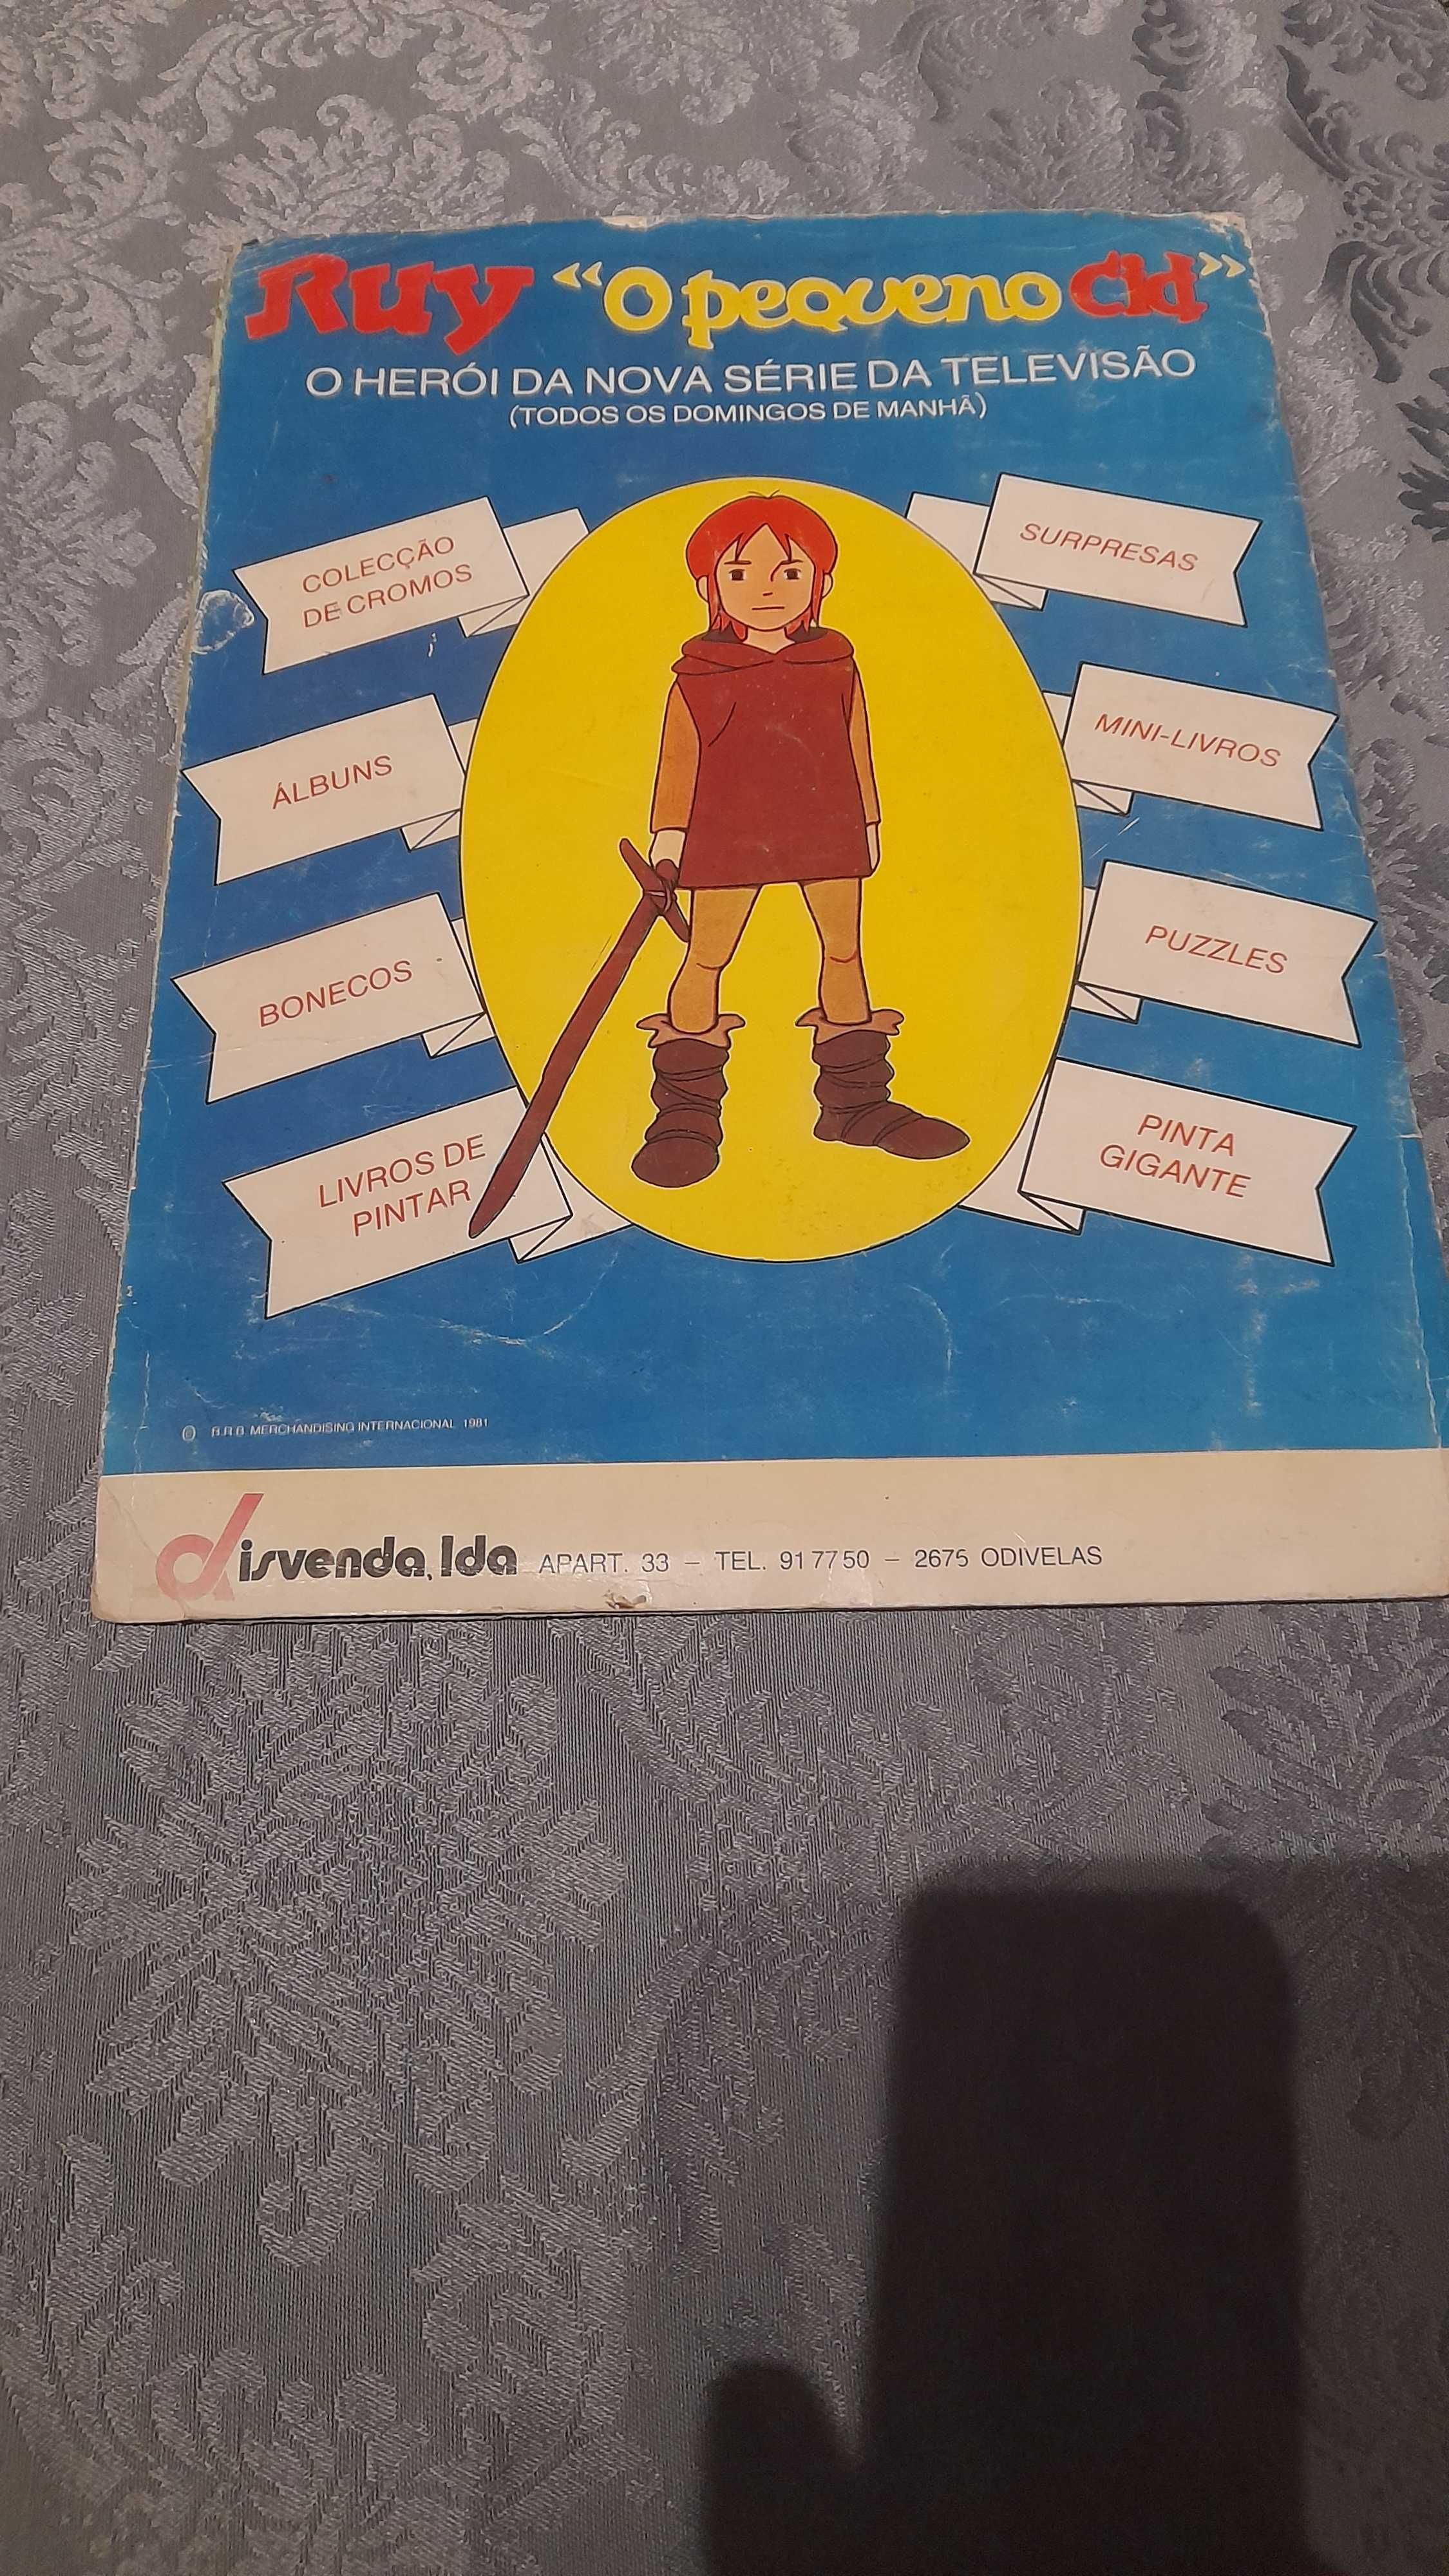 Ruy “O pequeno Cid”
O HERÓI DA NOVA SÉRIE DA TELEVISÃO
(TODOS OS DOMINGOS DE MANHÃ)
COLECÇÃO
DE CROMOS
ÁLBUNS
BONECOS
LIVROS DE
PINTAR
SURPRESAS
MINI-LIVROS
PUZZLES
PINTA
GIGANTE
© B.R.B. MERCHANDISING INTERNACIONAL 1981
disvenda, lda APART. 33 – TEL. 91 77 50 – 2675 ODIVELAS